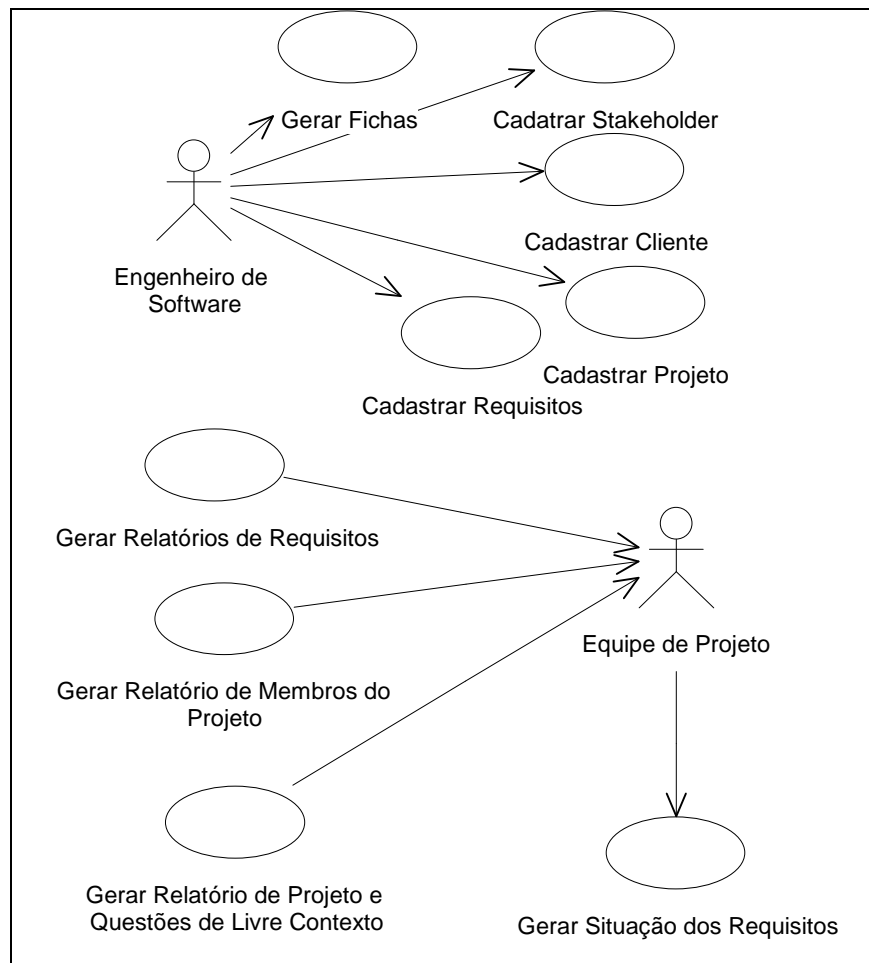 Gerar Fichas
Cadatrar Stakeholder
Cadastrar Cliente
Engenheiro de
Software
Cadastrar Projeto
Cadastrar Requisitos
Gerar Relatórios de Requisitos
Equipe de Projeto
Gerar Relatório de Membros do
Projeto
Gerar Relatório de Projeto e
Questões de Livre Contexto
Gerar Situação dos Requisitos